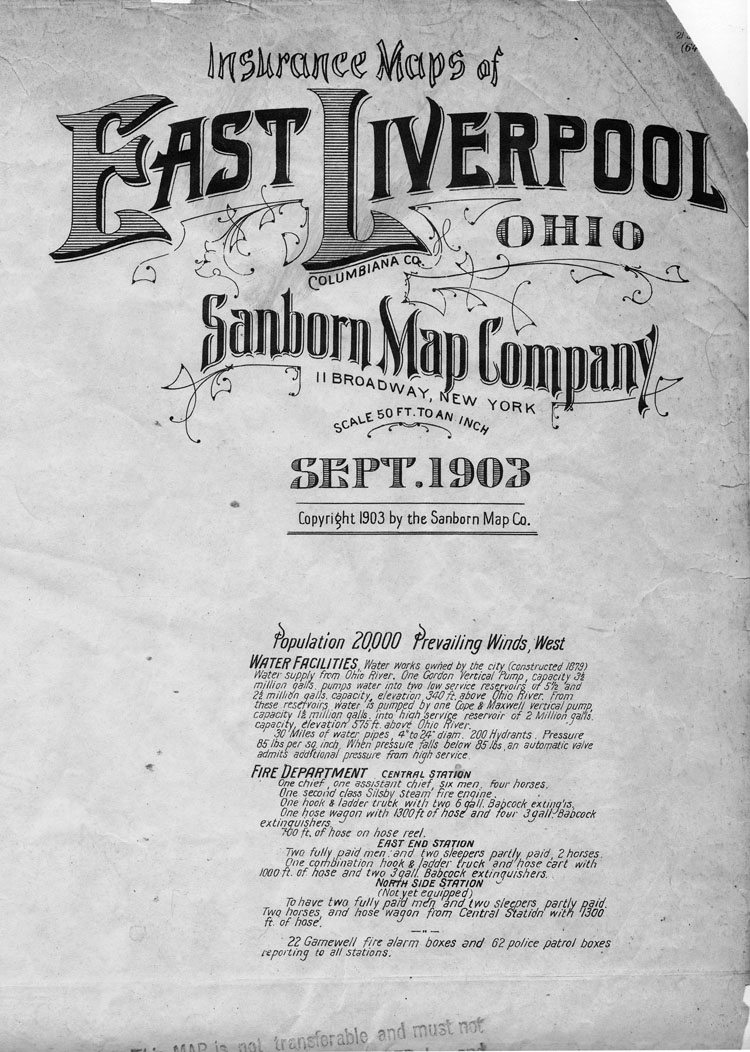 21
(64
Insurance Maps of
EAST LIVERPOOL
OHIO
COLUMBIANA CO.
Sanborn Map Company
11 BROADWAY, NEW YORK
SCALE 50 FT. TO AN INCH
SEPT. 1903
Copyright 1903 by the Sanborn Map Co.
Population 20,000 Prevailing Winds, West
WATER FACILITIES, Water works owned by the city (constructed 1879)
Water supply from Ohio River. One Gordon Vertical Pump, capacity 3½
million galls. pumps water into two low service reservoirs of 5½ and
2½ million galls. capacity, elevation 340 ft. above Ohio River. From
these reservoirs water is pumped by one Cope & Maxwell vertical pump,
capacity 1½ million galls. into high service reservoir of 2 Million galls.
capacity, elevation 575 ft. above Ohio River.
30 Miles of water pipes, 4" to 24" diam. 200 Hydrants. Pressure
85 lbs per sq. inch, When pressure falls below 85 lbs, an automatic valve
admits additional pressure from high service.
FIRE DEPARTMENT CENTRAL STATION
One chief, one assistant chief, six men, four horses.
One second class Silsby steam fire engine.
One hook & ladder truck with two 6 gall. Babcock exting'rs.
One hose wagon with 1300 ft of hose and four 3 gall. Babcock
extinguishers.
700 ft. of hose on hose reel.
EAST END STATION
Two fully paid men and two sleepers partly paid, 2 horses.
One combination hook & ladder truck and hose cart with
1000 ft. of hose and two 3 gall. Babcock extinguishers.
NORTH SIDE STATION
(Not yet equipped)
To have two fully paid men and two sleepers partly paid.
Two horses and hose wagon from Central Station with 1300
ft. of hose.
22 Gamewell fire alarm boxes and 62 police patrol boxes
reporting to all stations.
This MAP is not transferable and must not